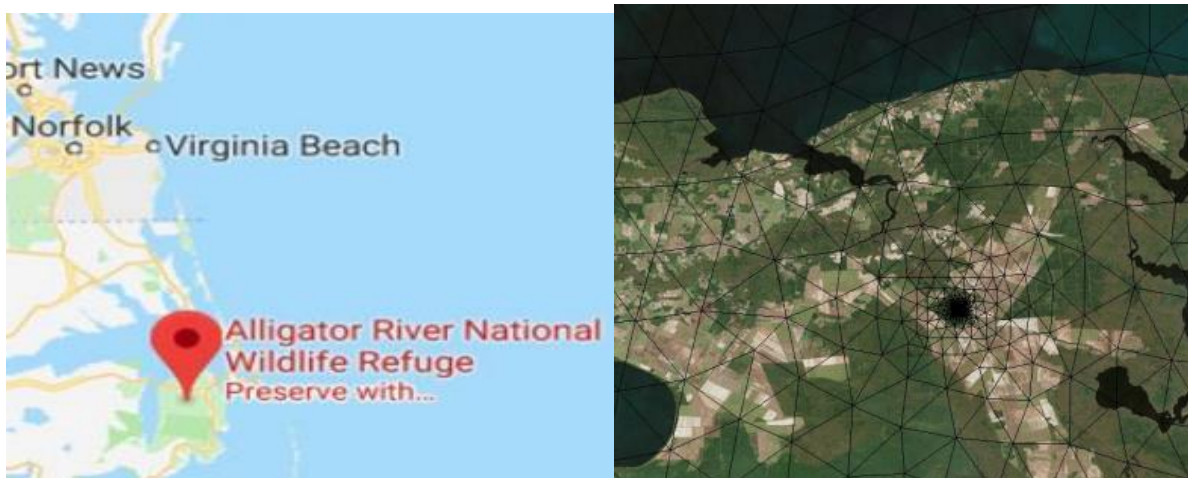 ort News
Norfolk
Virginia Beach
Alligator River National
Wildlife Refuge
Preserve with...